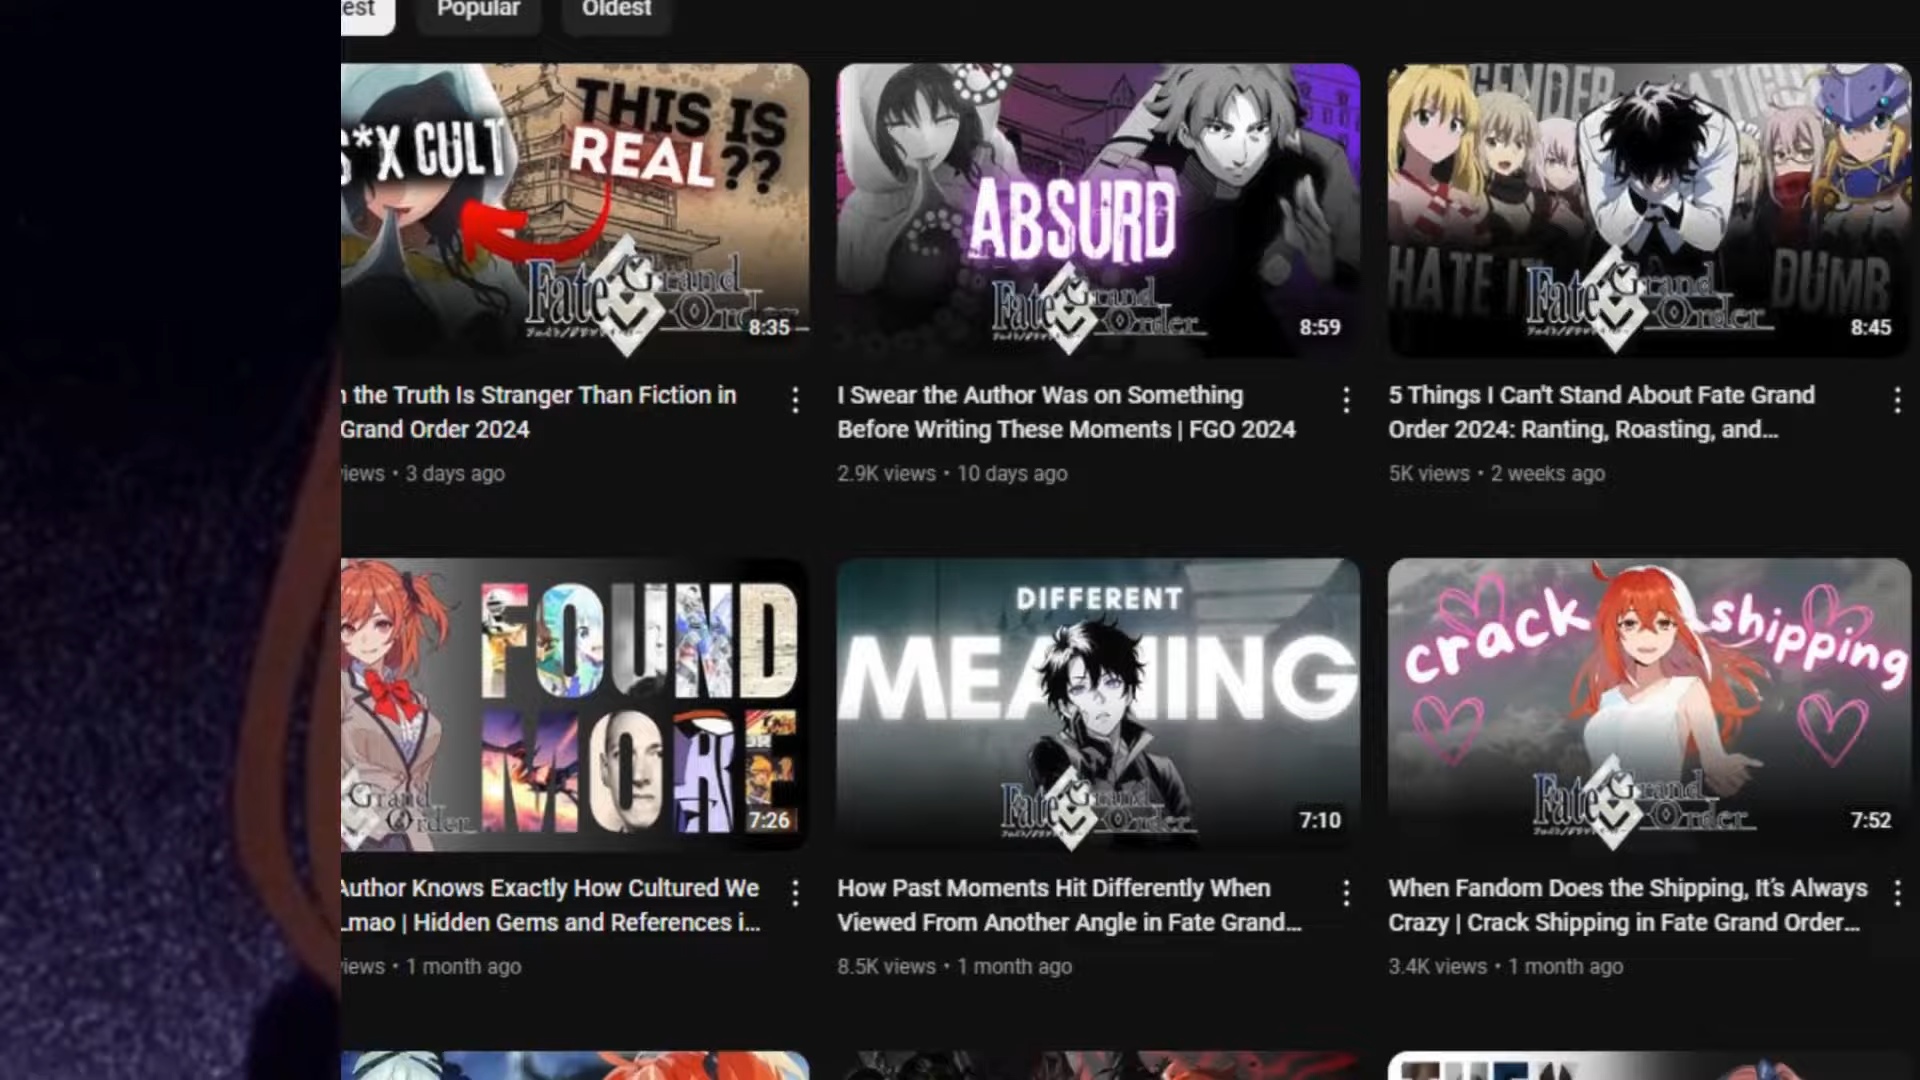 est Popular Oldest
S*X CULT
THIS IS
REAL??
Fate Grand
Order
8:35
ABSURD
Fate Grand
Order
8:59
GENDER
HATE IT
DUMB
Fate Grand
Order
8:45
n the Truth Is Stranger Than Fiction in
Grand Order 2024
views • 3 days ago
I Swear the Author Was on Something
Before Writing These Moments | FGO 2024
2.9K views • 10 days ago
5 Things I Can't Stand About Fate Grand
Order 2024: Ranting, Roasting, and...
5K views • 2 weeks ago
FOUND
MORE
Grand
Order
7:26
DIFFERENT
MEANING
Fate Grand
Order
7:10
crack shipping
Fate Grand
Order
7:52
Author Knows Exactly How Cultured We
Lmao | Hidden Gems and References i...
views • 1 month ago
How Past Moments Hit Differently When
Viewed From Another Angle in Fate Grand...
8.5K views • 1 month ago
When Fandom Does the Shipping, It's Always
Crazy | Crack Shipping in Fate Grand Order...
3.4K views • 1 month ago